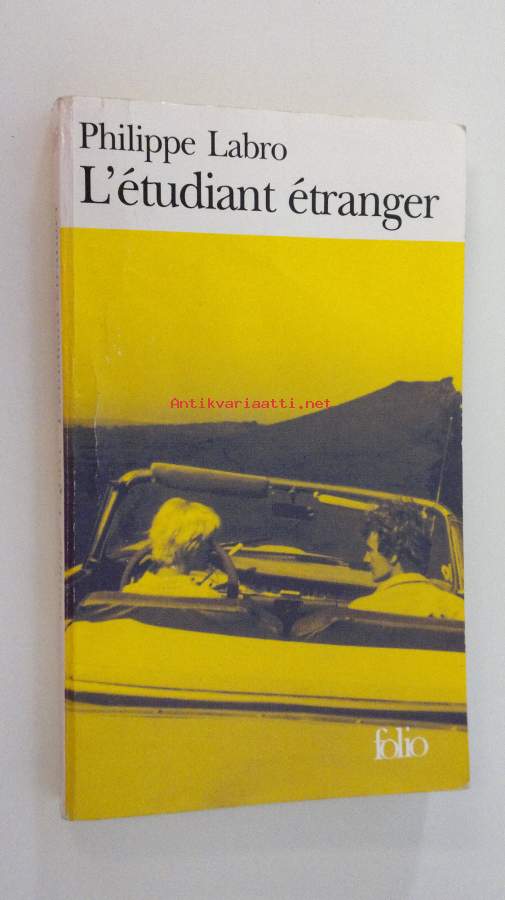 Philippe Labro
L'étudiant étranger
Antikvariaatti.net
folio